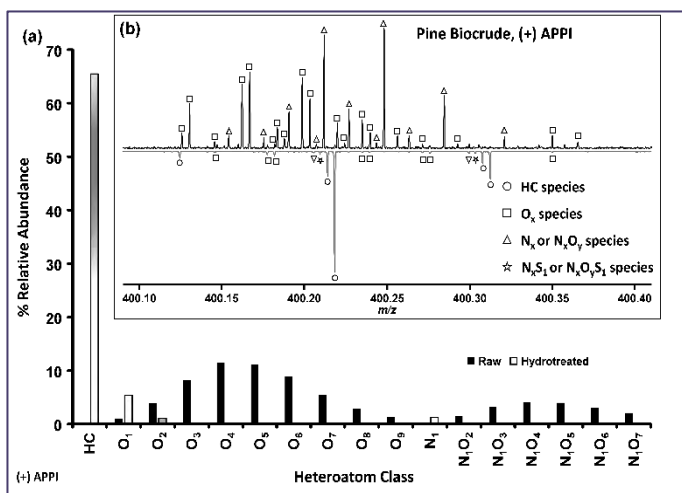 (a)
(b)
Pine Biocrude, (+) APPI
HC species
Oₓ species
Nₓ or NₓOᵧ species
NₓS₁ or NₓOᵧS₁ species
400.10 400.15 400.20 400.25 400.30 400.35 400.40
m/z
% Relative Abundance
70
60
50
40
30
20
10
0
Raw Hydrotreated
HC O₁ O₂ O₃ O₄ O₅ O₆ O₇ O₈ O₉ N₁ N₁O₂ N₁O₃ N₁O₄ N₁O₅ N₁O₆ N₁O₇
(+) APPI
Heteroatom Class